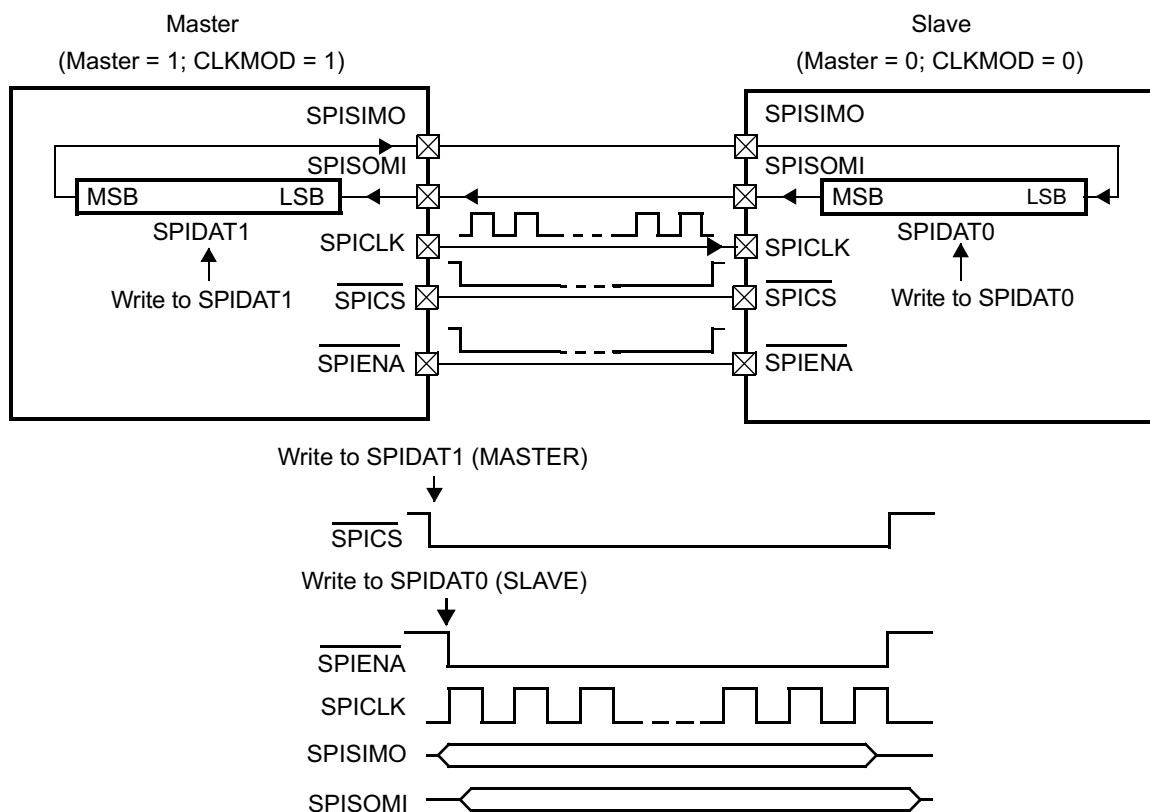 Master
(Master = 1; CLKMOD = 1)
Slave
(Master = 0; CLKMOD = 0)
SPISIMO
SPISOMI
MSB LSB
SPIDAT1
Write to SPIDAT1
SPICLK
SPICS
SPIENA
SPISIMO
SPISOMI
MSB LSB
SPIDAT0
Write to SPIDAT0
SPICLK
SPICS
SPIENA
Write to SPIDAT1 (MASTER)
SPICS
Write to SPIDAT0 (SLAVE)
SPIENA
SPICLK
SPISIMO
SPISOMI